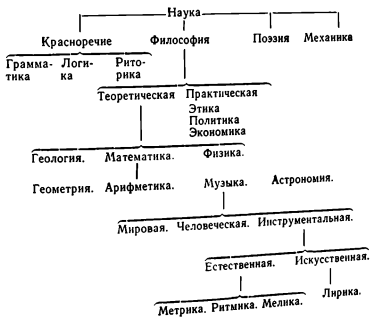 Наука
Красноречие Философия Поэзия Механика
Грамма- Логи- Рито-
тика ка рика
Теоретическая Практическая
Этика
Политика
Экономика
Геология. Математика. Физика.
Геометрия. Арифметика. Музыка. Астрономия.
Мировая. Человеческая. Инструментальная.
Естественная. Искусственная.
Метрика. Ритмика. Мелика. Лирика.